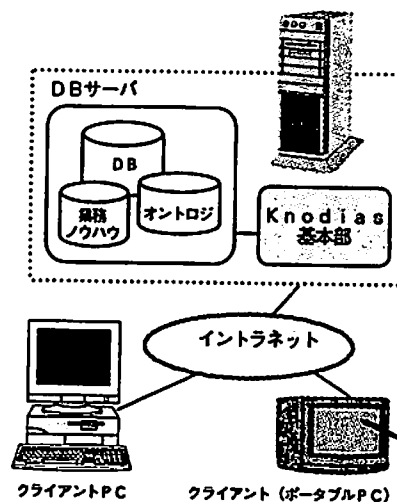 DBサーバ
DB
業務
ノウハウ
オントロジ
Knodias
基本部
イントラネット
クライアントPC
クライアント（ポータブルPC）